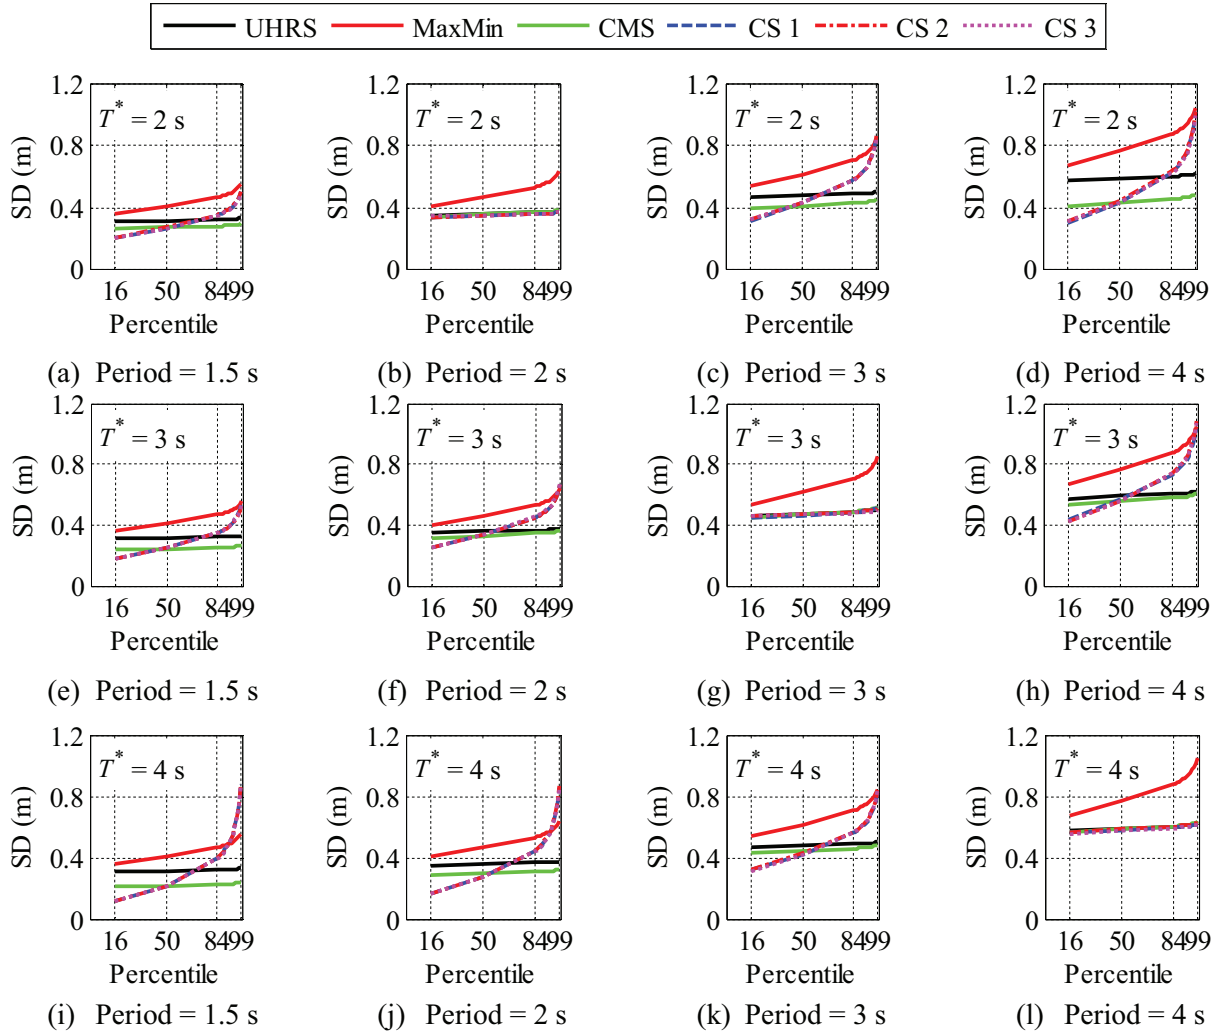 UHRS MaxMin CMS CS 1 CS 2 CS 3
1.2 1.2 1.2 1.2
T* = 2 s T* = 2 s T* = 2 s T* = 2 s
0.8 0.8 0.8 0.8
SD (m) SD (m) SD (m) SD (m)
0.4 0.4 0.4 0.4
0 0 0 0
16 50 8499 16 50 8499 16 50 8499 16 50 8499
Percentile Percentile Percentile Percentile
(a) Period = 1.5 s (b) Period = 2 s (c) Period = 3 s (d) Period = 4 s
1.2 1.2 1.2 1.2
T* = 3 s T* = 3 s T* = 3 s T* = 3 s
0.8 0.8 0.8 0.8
SD (m) SD (m) SD (m) SD (m)
0.4 0.4 0.4 0.4
0 0 0 0
16 50 8499 16 50 8499 16 50 8499 16 50 8499
Percentile Percentile Percentile Percentile
(e) Period = 1.5 s (f) Period = 2 s (g) Period = 3 s (h) Period = 4 s
1.2 1.2 1.2 1.2
T* = 4 s T* = 4 s T* = 4 s T* = 4 s
0.8 0.8 0.8 0.8
SD (m) SD (m) SD (m) SD (m)
0.4 0.4 0.4 0.4
0 0 0 0
16 50 8499 16 50 8499 16 50 8499 16 50 8499
Percentile Percentile Percentile Percentile
(i) Period = 1.5 s (j) Period = 2 s (k) Period = 3 s (l) Period = 4 s